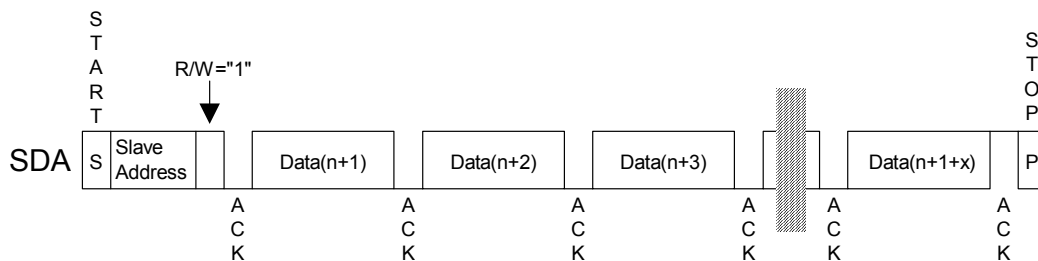 START
STOP
R/W="1"
SDA
S
Slave
Address
Data(n+1)
Data(n+2)
Data(n+3)
Data(n+1+x)
P
ACK
ACK
ACK
ACK
ACK
ACK